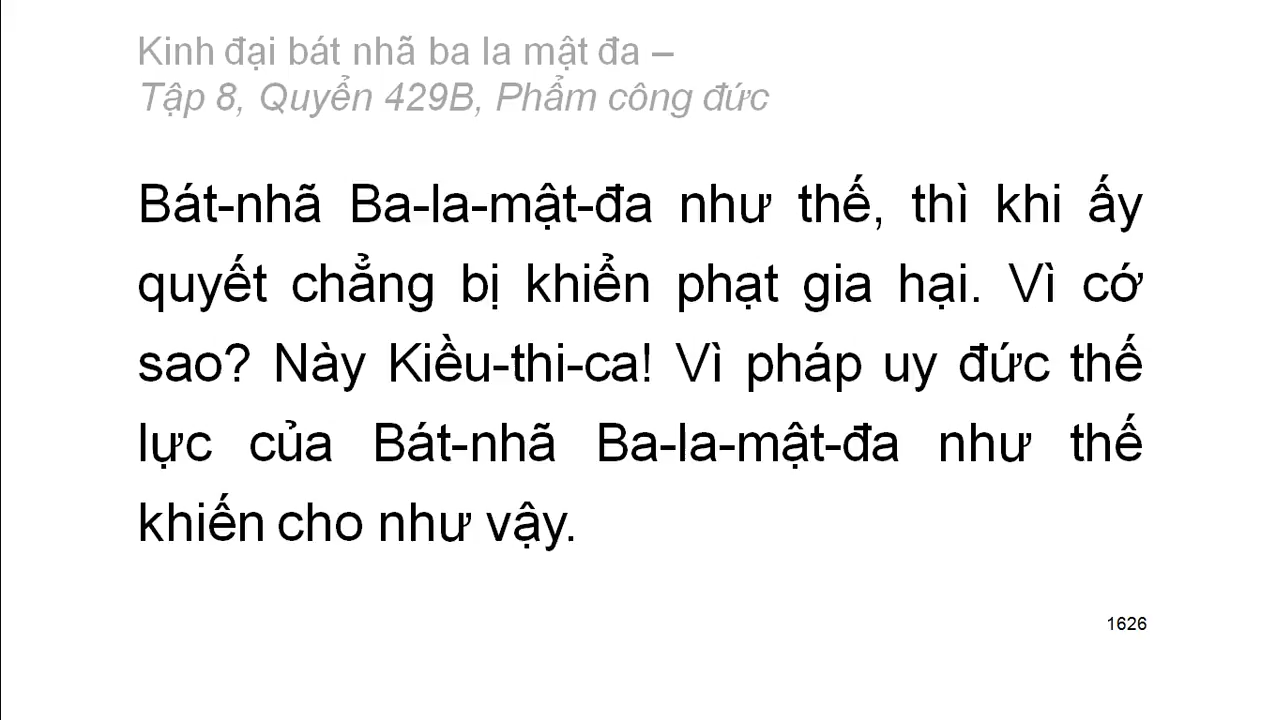 Kinh đại bát nhã ba la mật đa –
Tập 8, Quyển 429B, Phẩm công đức
Bát-nhã Ba-la-mật-đa như thế, thì khi ấy
quyết chẳng bị khiển phạt gia hại. Vì cớ
sao? Này Kiều-thi-ca! Vì pháp uy đức thế
lực của Bát-nhã Ba-la-mật-đa như thế
khiến cho như vậy.
1626